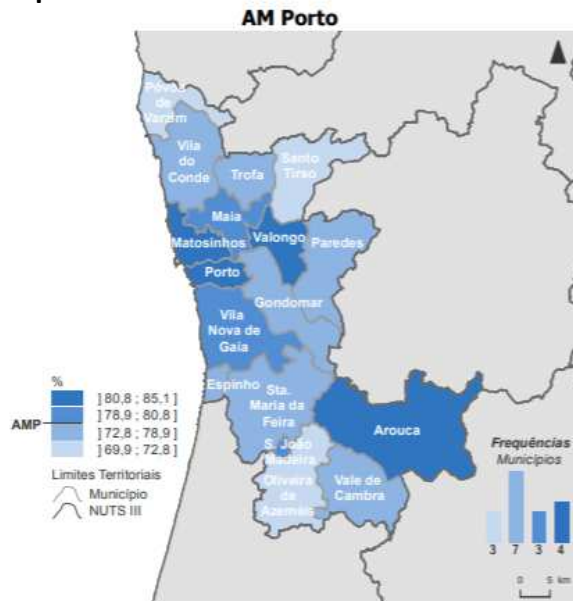 AM Porto
Póvoa
de
Varzim
Vila
do
Conde
Trofa
Santo
Tirso
Maia
Matosinhos
Valongo
Paredes
Porto
Gondomar
Vila
Nova de
Gaia
Espinho
Sta.
Maria da
Feira
Arouca
S. João
Madeira
Oliveira
de
Azeméis
Vale de
Cambra
%
] 80,8 ; 85,1 ]
] 78,9 ; 80,8 ]
AMP
] 72,8 ; 78,9 ]
] 69,9 ; 72,8 ]
Limites Territoriais
Município
NUTS III
Frequências
Municípios
3 7 3 4
0 5 km